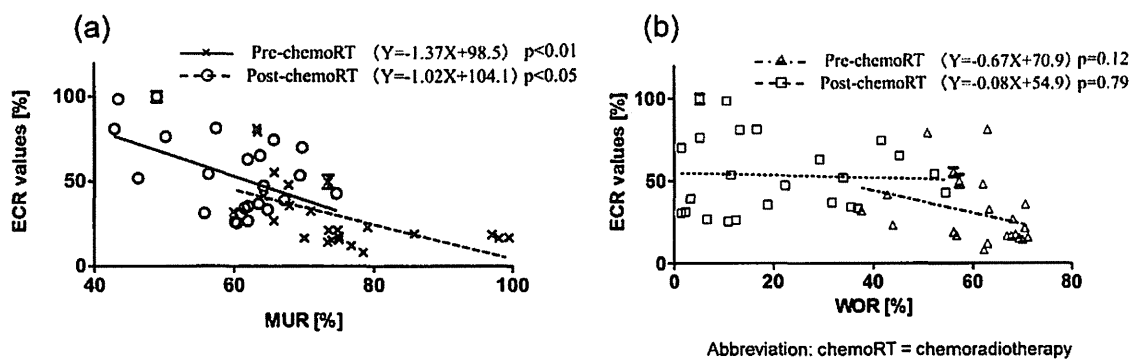 (a)
Pre-chemoRT (Y=-1.37X+98.5) p<0.01
Post-chemoRT (Y=-1.02X+104.1) p<0.05
ECR values [%]
100
50
0
40 60 80 100
MUR [%]
(b)
Pre-chemoRT (Y=-0.67X+70.9) p=0.12
Post-chemoRT (Y=-0.08X+54.9) p=0.79
ECR values [%]
100
50
0
0 20 40 60 80
WOR [%]
Abbreviation: chemoRT = chemoradiotherapy